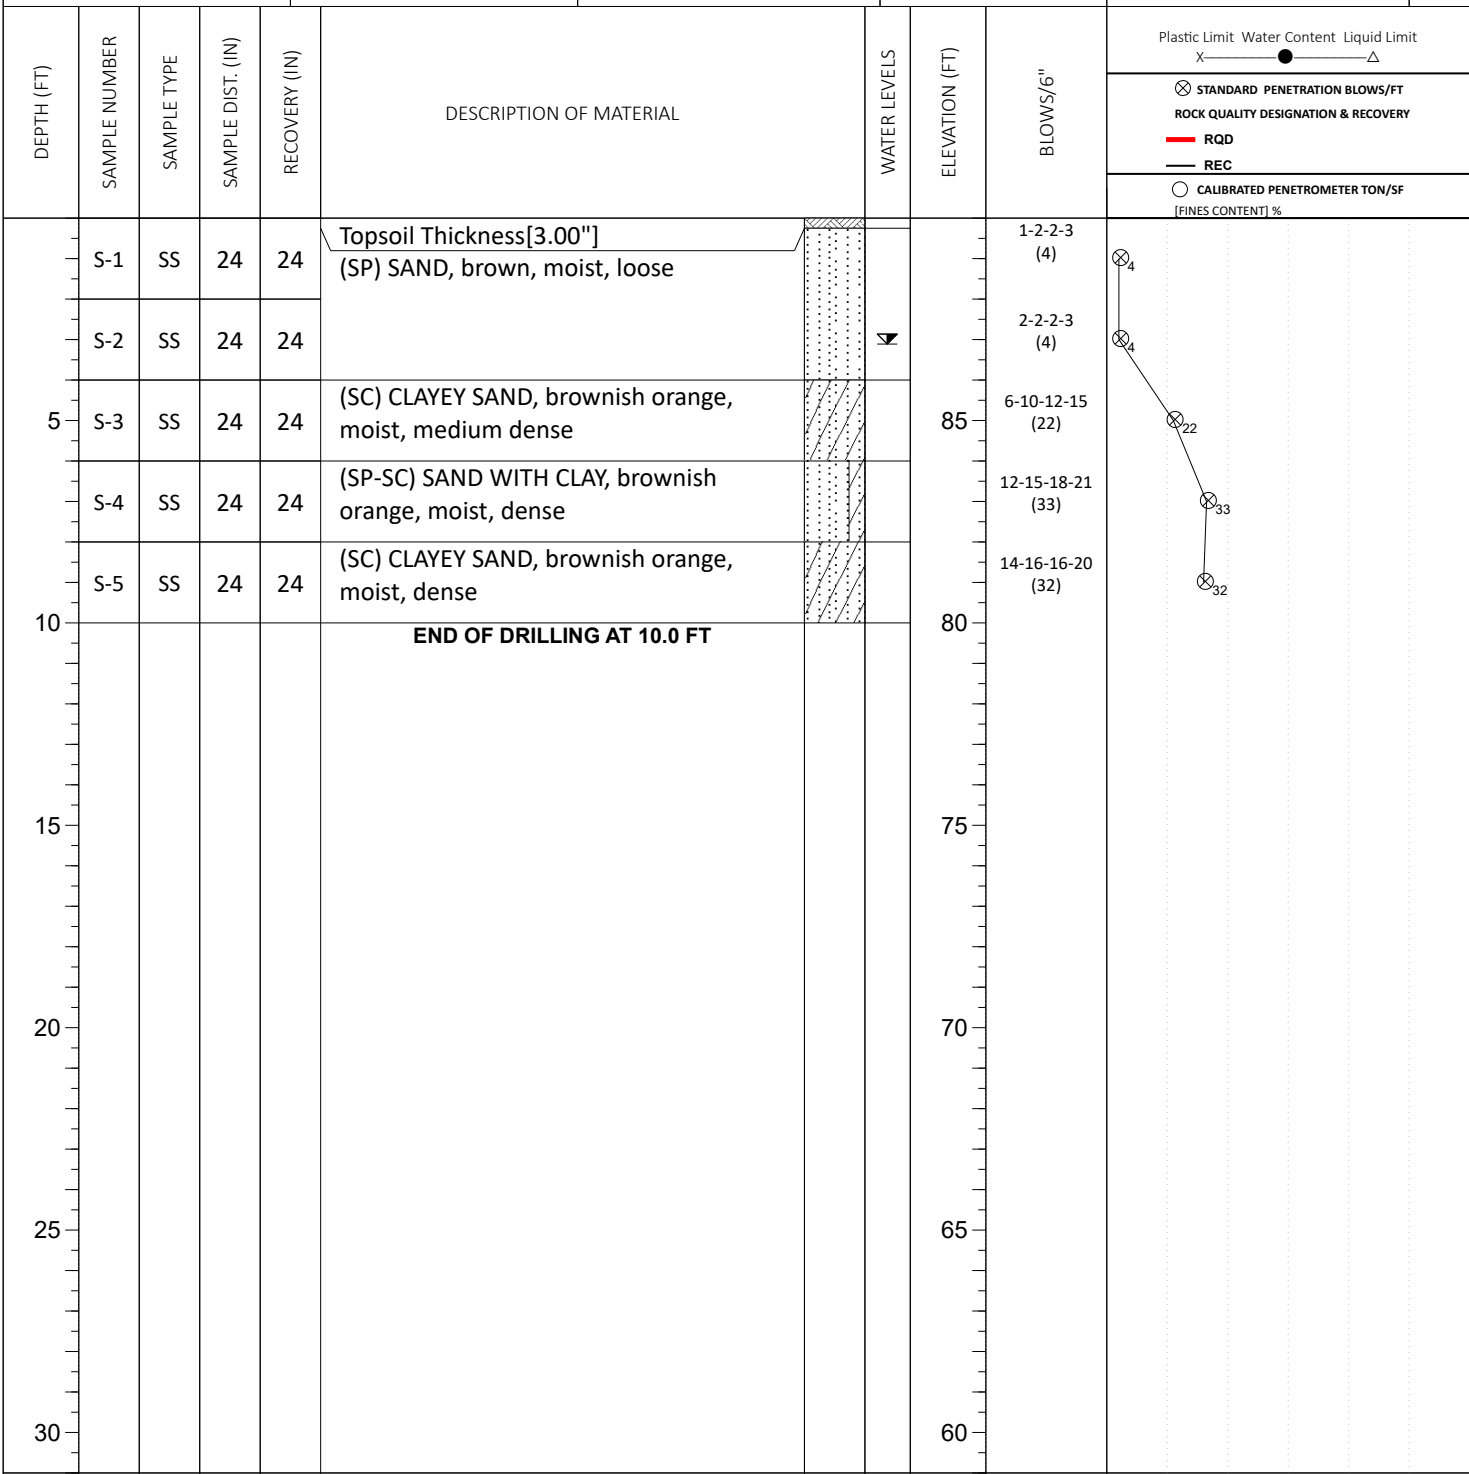 DEPTH (FT)
SAMPLE NUMBER
SAMPLE TYPE
SAMPLE DIST. (IN)
RECOVERY (IN)
DESCRIPTION OF MATERIAL
WATER LEVELS
ELEVATION (FT)
BLOWS/6"
Plastic Limit Water Content Liquid Limit
X
STANDARD PENETRATION BLOWS/FT
ROCK QUALITY DESIGNATION & RECOVERY
RQD
REC
CALIBRATED PENETROMETER TON/SF
[FINES CONTENT] %
Topsoil Thickness[3.00"]
S-1 SS 24 24
(SP) SAND, brown, moist, loose
1-2-2-3
(4)
4
S-2 SS 24 24
2-2-2-3
(4)
4
5
S-3 SS 24 24
(SC) CLAYEY SAND, brownish orange,
moist, medium dense
85
6-10-12-15
(22)
22
S-4 SS 24 24
(SP-SC) SAND WITH CLAY, brownish
orange, moist, dense
12-15-18-21
(33)
33
S-5 SS 24 24
(SC) CLAYEY SAND, brownish orange,
moist, dense
14-16-16-20
(32)
32
10
END OF DRILLING AT 10.0 FT
80
15
75
20
70
25
65
30
60